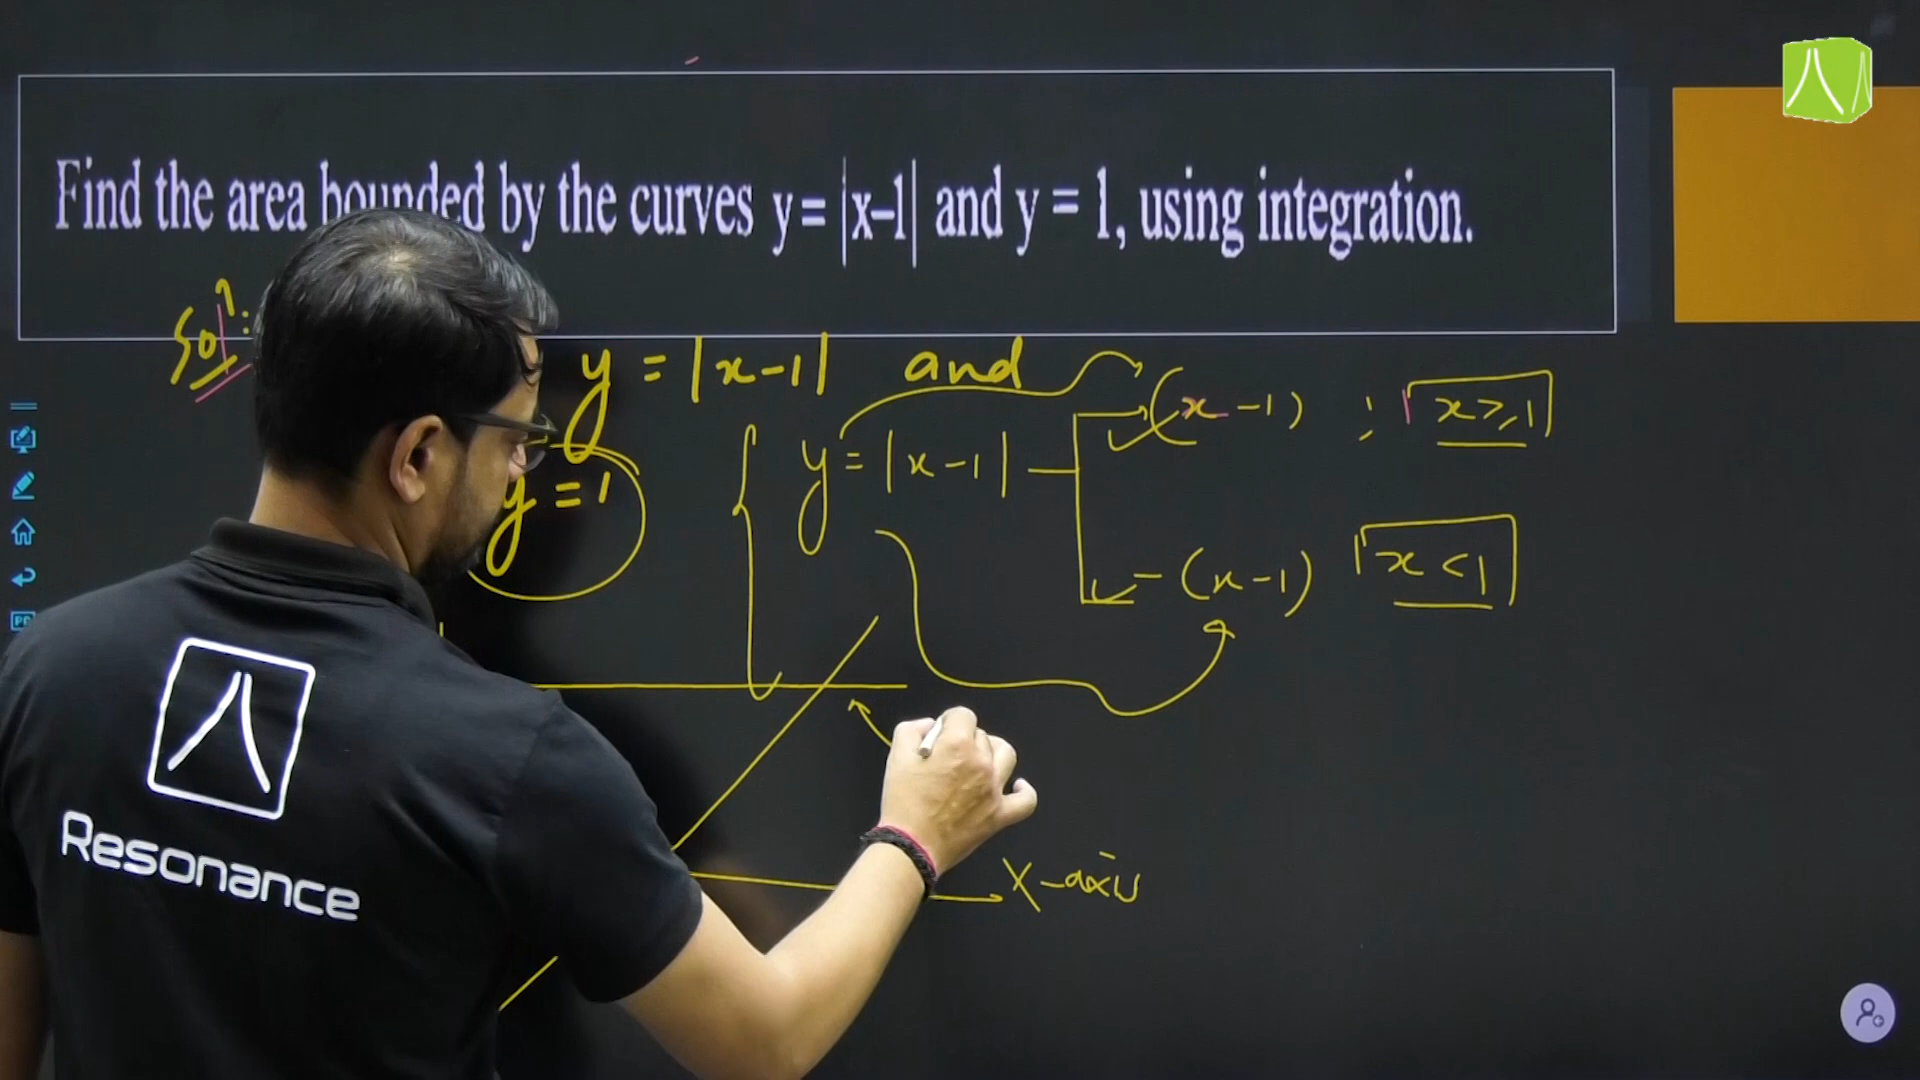 Find the area bounded by the curves y = |x–1| and y = 1, using integration.
Solⁿ:
y = |x-1| and
y = 1
y = |x-1|
(x-1) ; x ≥ 1
-(x-1) x < 1
X-axis
Resonance